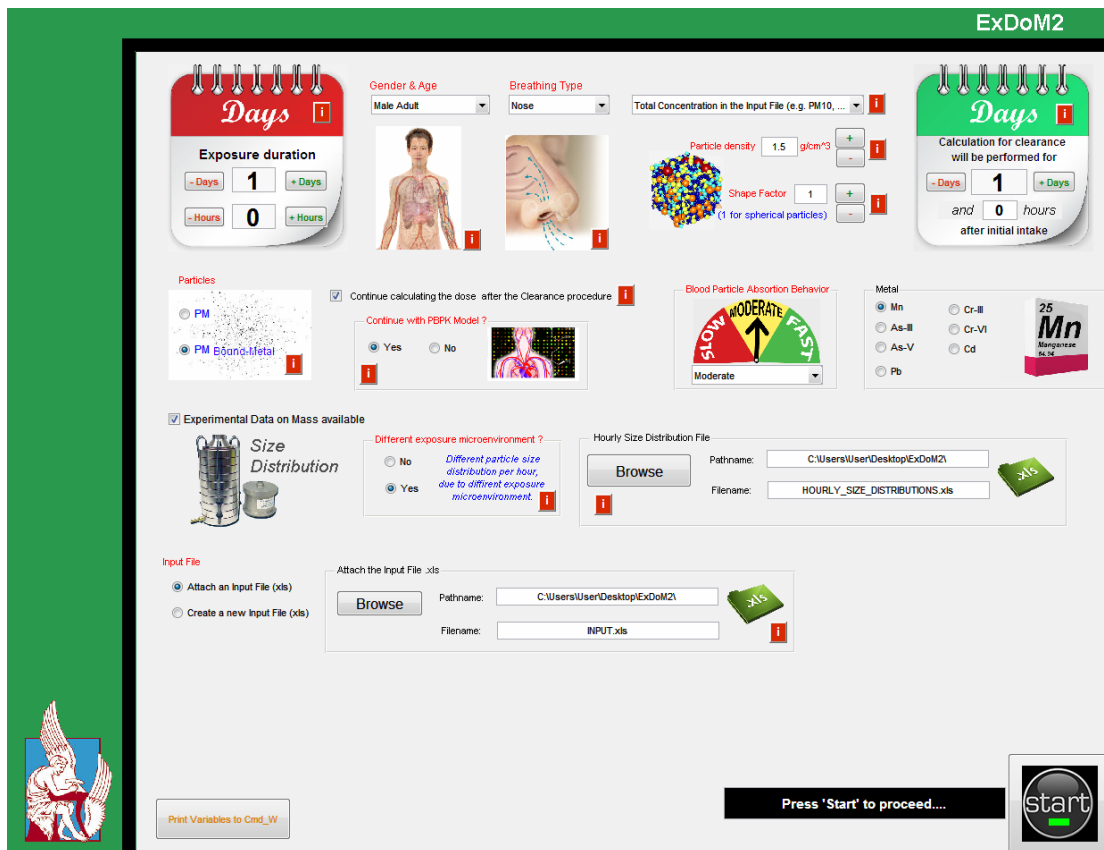 ExDoM2
Days
i
Exposure duration
- Days
1
+ Days
- Hours
0
+ Hours
Gender & Age
Male Adult
i
Breathing Type
Nose
i
Total Concentration in the Input File (e.g. PM10, ...
i
Particle density
1.5
g/cm^3
+
-
i
Shape Factor
1
+
-
i
(1 for spherical particles)
Days
i
Calculation for clearance
will be performed for
- Days
1
+ Days
and 0 hours
after initial intake
Particles
PM
PM Bound-Metal
i
Continue calculating the dose after the Clearance procedure
i
Continue with PBPK Model ?
Yes
No
i
Blood Particle Absortion Behavior
SLOW
MODERATE
FAST
Moderate
Metal
Mn
As-III
As-V
Pb
Cr-III
Cr-VI
Cd
25
Mn
Manganese
54.94
Experimental Data on Mass available
Size
Distribution
Different exposure microenvironment ?
No
Yes
Different particle size
distribution per hour,
due to diffirent exposure
microenvironment.
i
Hourly Size Distribution File
Browse
i
Pathname:
C:\Users\User\Desktop\ExDoM2\
Filename:
HOURLY_SIZE_DISTRIBUTIONS.xls
.xls
Input File
Attach an Input File (xls)
Create a new Input File (xls)
Attach the Input File .xls
Browse
Pathname:
C:\Users\User\Desktop\ExDoM2\
Filename:
INPUT.xls
.xls
i
Print Variables to Cmd_W
Press 'Start' to proceed....
start